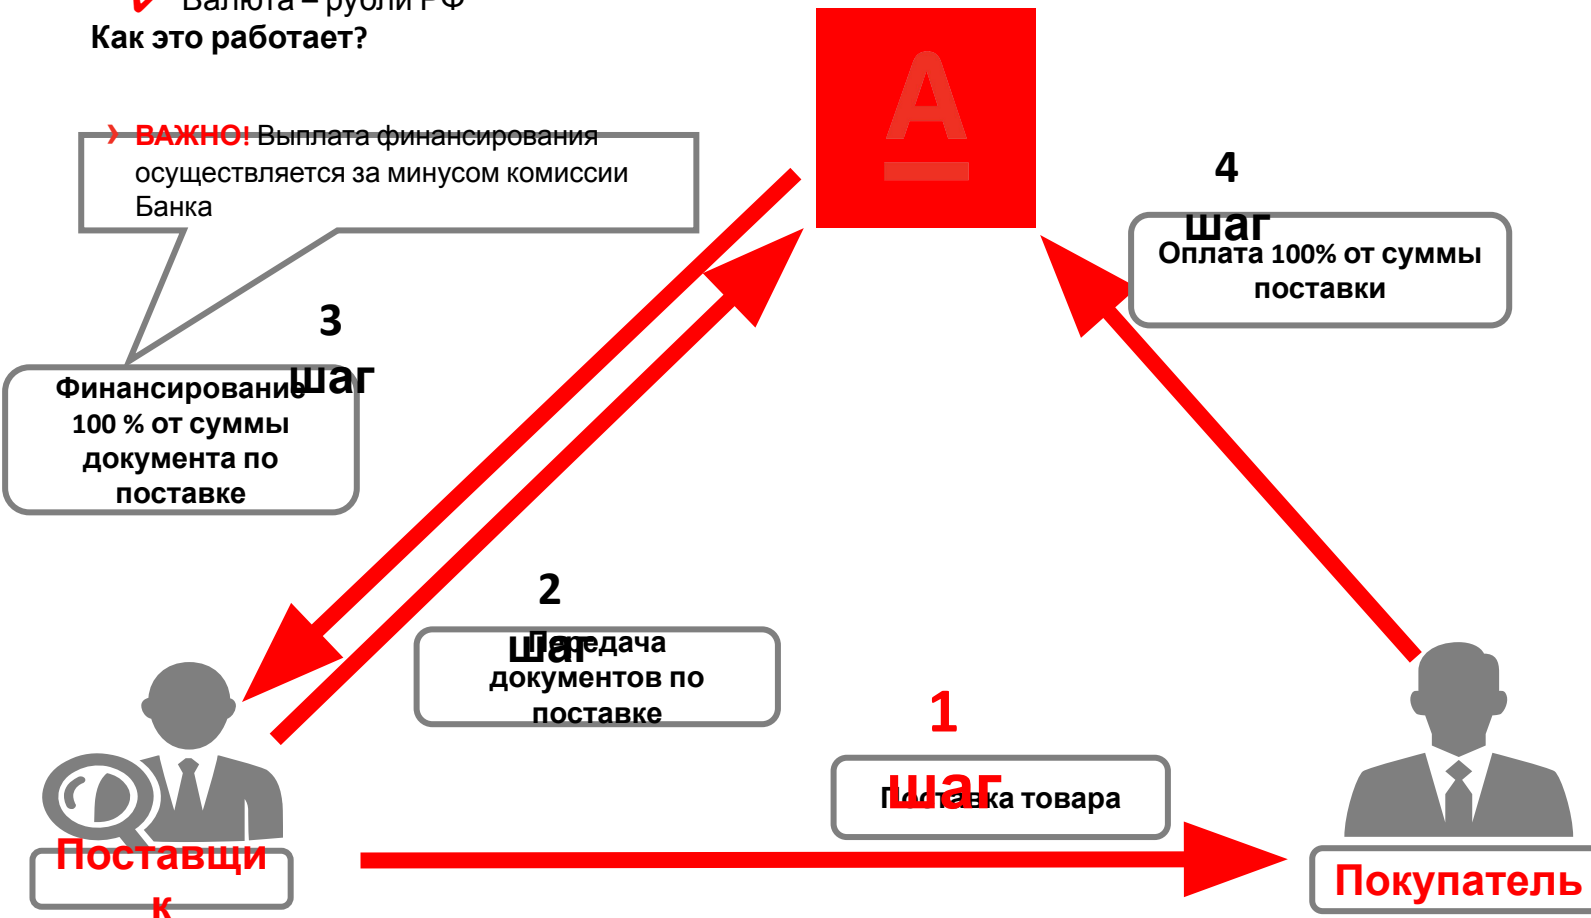 Валюта – рубли РФ
Как это работает?
A
ВАЖНО! Выплата финансирования
осуществляется за минусом комиссии
Банка
4
шаг
Оплата 100% от суммы
поставки
3
шаг
Финансирование
100 % от суммы
документа по
поставке
2
шаг
Передача
документов по
поставке
1
шаг
Поставка товара
Поставщи
к
Покупатель